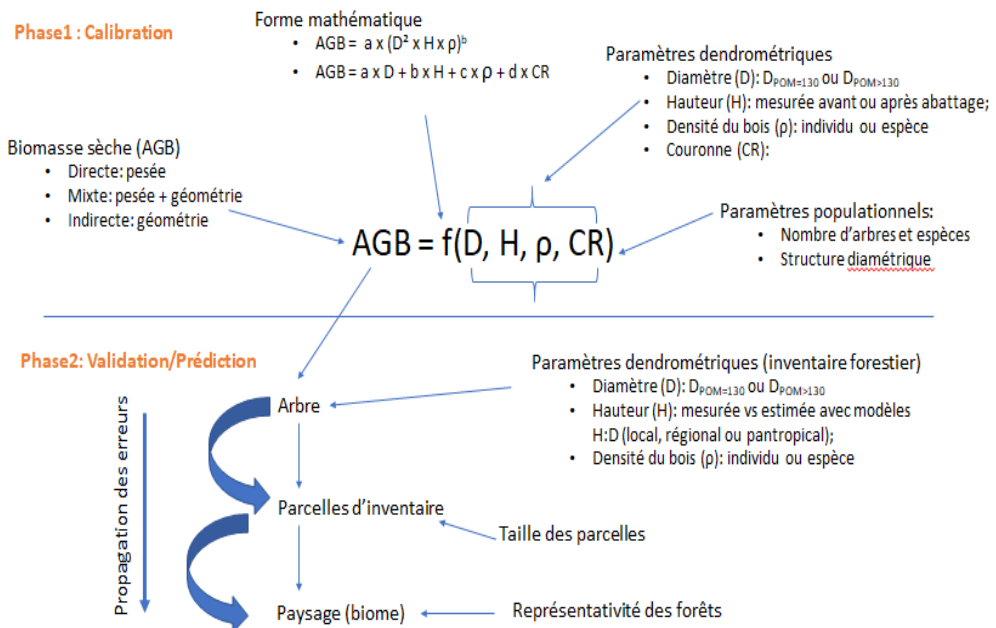 Phase1 : Calibration
Forme mathématique
• AGB = a x (D² x H x ρ)ᵇ
• AGB = a x D + b x H + c x ρ + d x CR
Paramètres dendrométriques
• Diamètre (D): D_POM=130 ou D_POM>130
• Hauteur (H): mesurée avant ou après abattage;
• Densité du bois (ρ): individu ou espèce
• Couronne (CR):
Biomasse sèche (AGB)
• Directe: pesée
• Mixte: pesée + géométrie
• Indirecte: géométrie
AGB = f(D, H, ρ, CR)
Paramètres populationnels:
• Nombre d'arbres et espèces
• Structure diamétrique
Phase2: Validation/Prédiction
Paramètres dendrométriques (inventaire forestier)
• Diamètre (D): D_POM=130 ou D_POM>130
• Hauteur (H): mesurée vs estimée avec modèles
H:D (local, régional ou pantropical);
• Densité du bois (ρ): individu ou espèce
Propagation des erreurs
Arbre
Parcelles d'inventaire
Taille des parcelles
Paysage (biome)
Représentativité des forêts